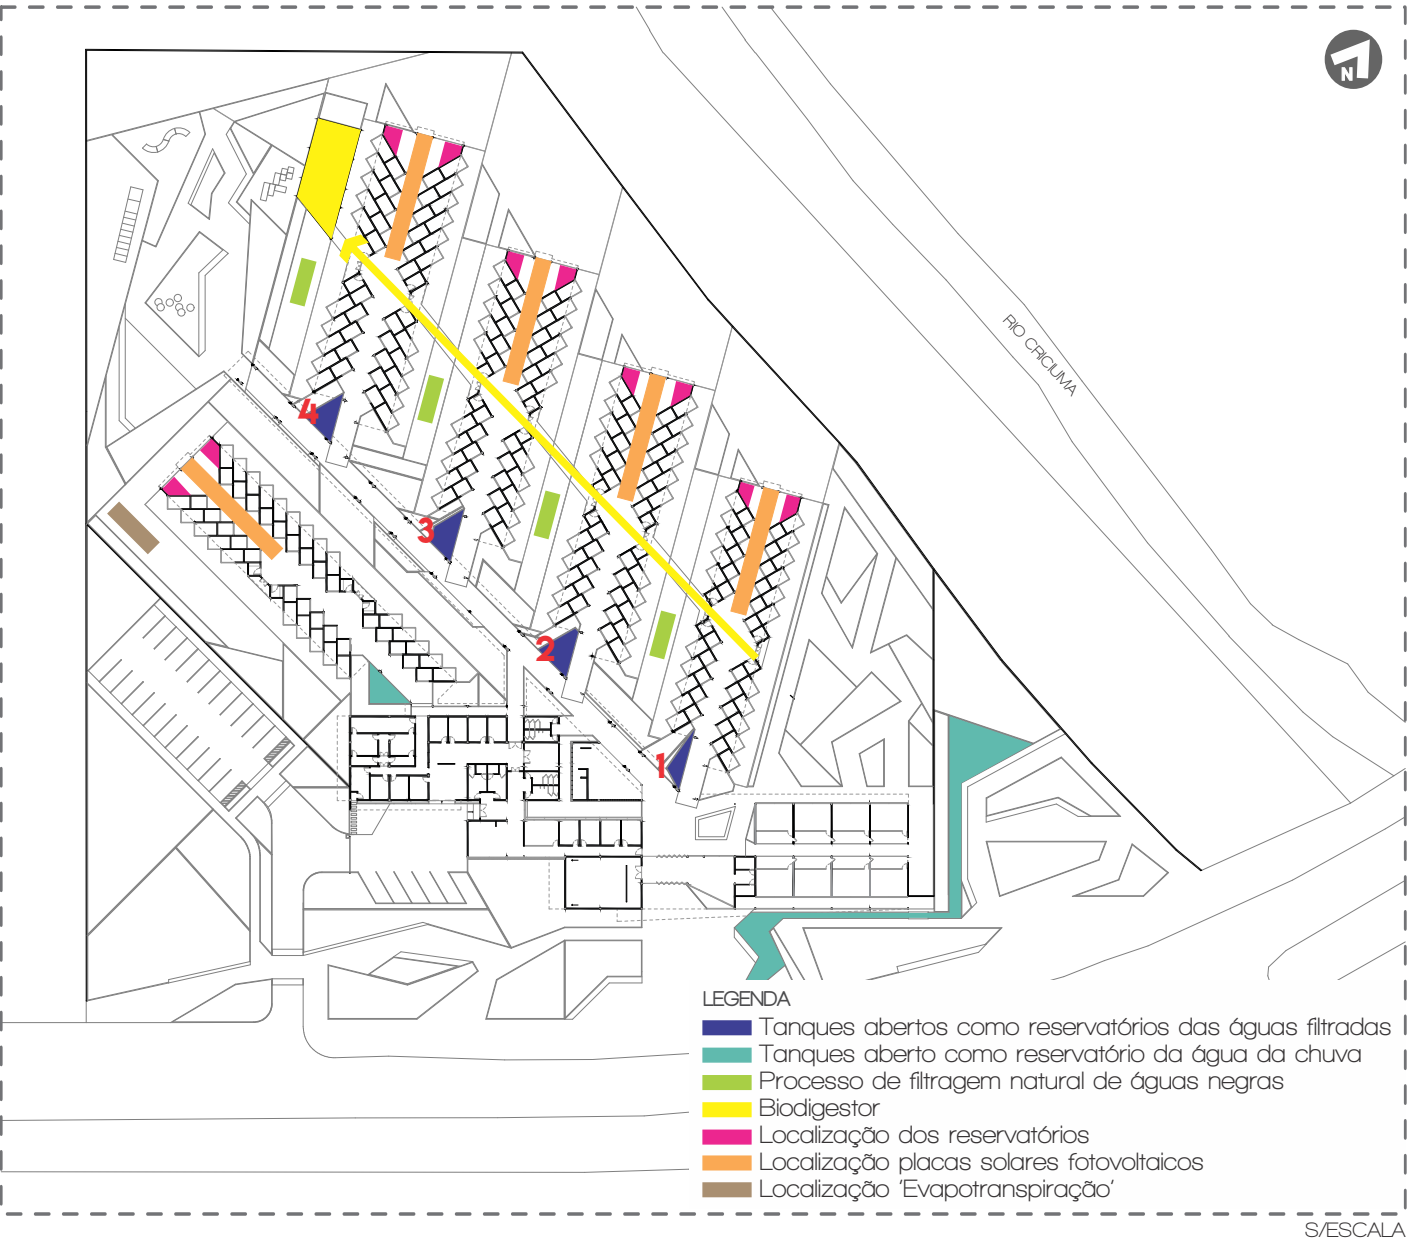 N
RIO CRICIUMA
4
3
2
1
LEGENDA
Tanques abertos como reservatórios das águas filtradas
Tanques aberto como reservatório da água da chuva
Processo de filtragem natural de águas negras
Biodigestor
Localização dos reservatórios
Localização placas solares fotovoltaicos
Localização 'Evapotranspiração'
S/ESCALA